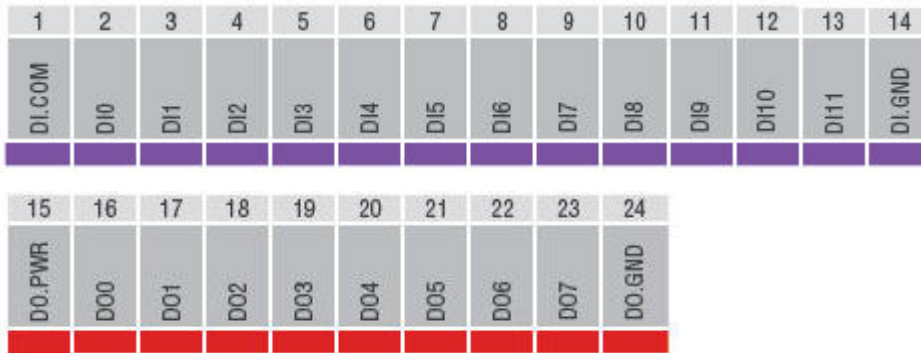 1 2 3 4 5 6 7 8 9 10 11 12 13 14
DI.COM DI0 DI1 DI2 DI3 DI4 DI5 DI6 DI7 DI8 DI9 DI10 DI11 DI.GND
15 16 17 18 19 20 21 22 23 24
DO.PWR DO0 DO1 DO2 DO3 DO4 DO5 DO6 DO7 DO.GND